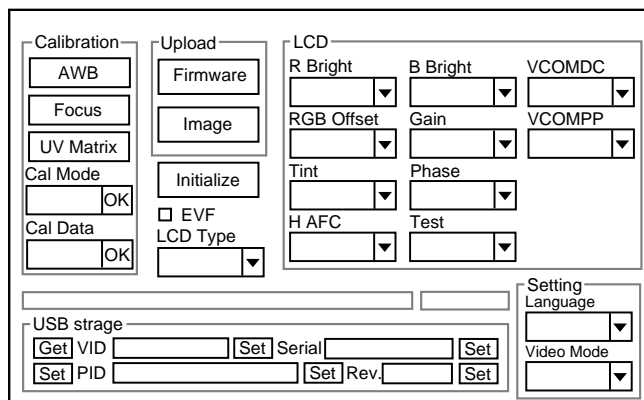 Calibration
AWB
Focus
UV Matrix
Cal Mode
OK
Cal Data
OK
Upload
Firmware
Image
Initialize
EVF
LCD Type
LCD
R Bright B Bright VCOMDC
RGB Offset Gain VCOMPP
Tint Phase
H AFC Test
USB strage
Get VID Set Serial Set
Set PID Set Rev. Set
Setting
Language
Video Mode